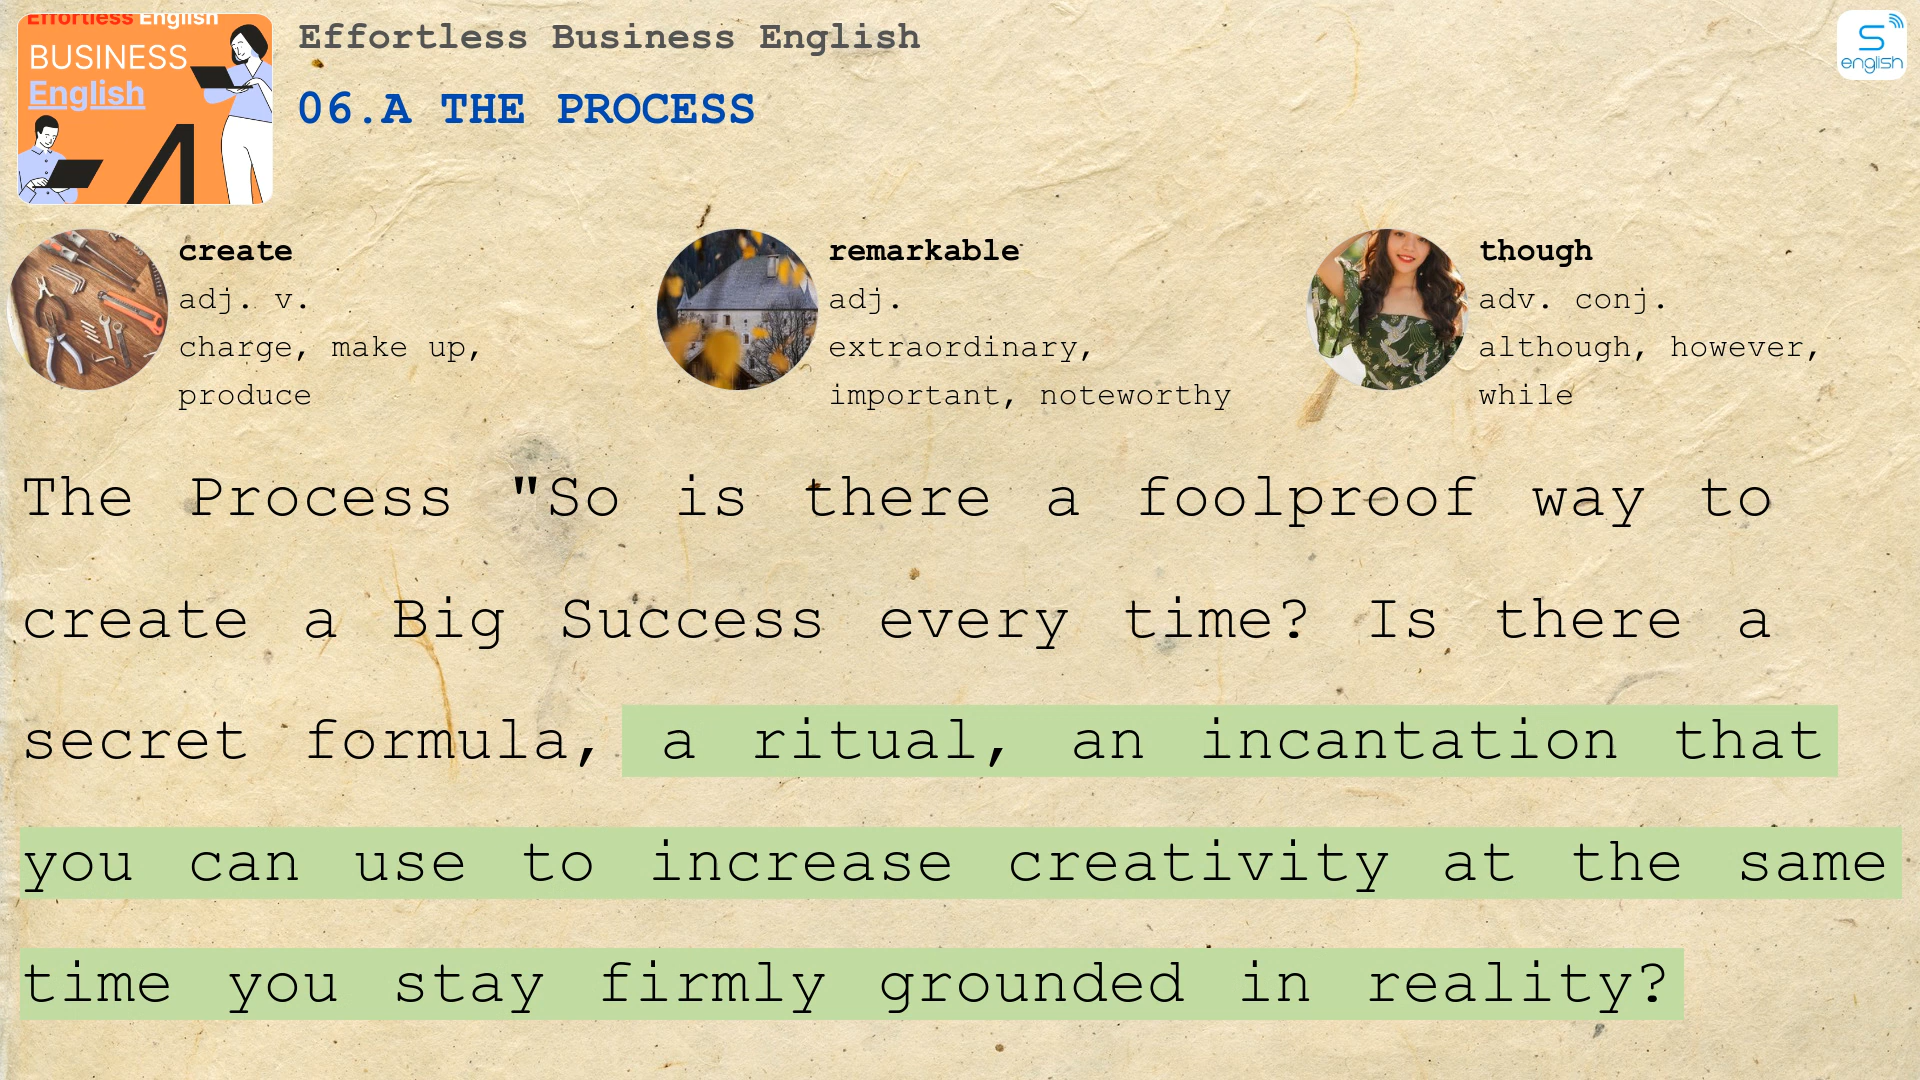 Effortless English
BUSINESS
English
A
Effortless Business English
06.A THE PROCESS
S
english
create
adj. v.
charge, make up,
produce
remarkable
adj.
extraordinary,
important, noteworthy
though
adv. conj.
although, however,
while
The Process "So is there a foolproof way to
create a Big Success every time? Is there a
secret formula, a ritual, an incantation that
you can use to increase creativity at the same
time you stay firmly grounded in reality?